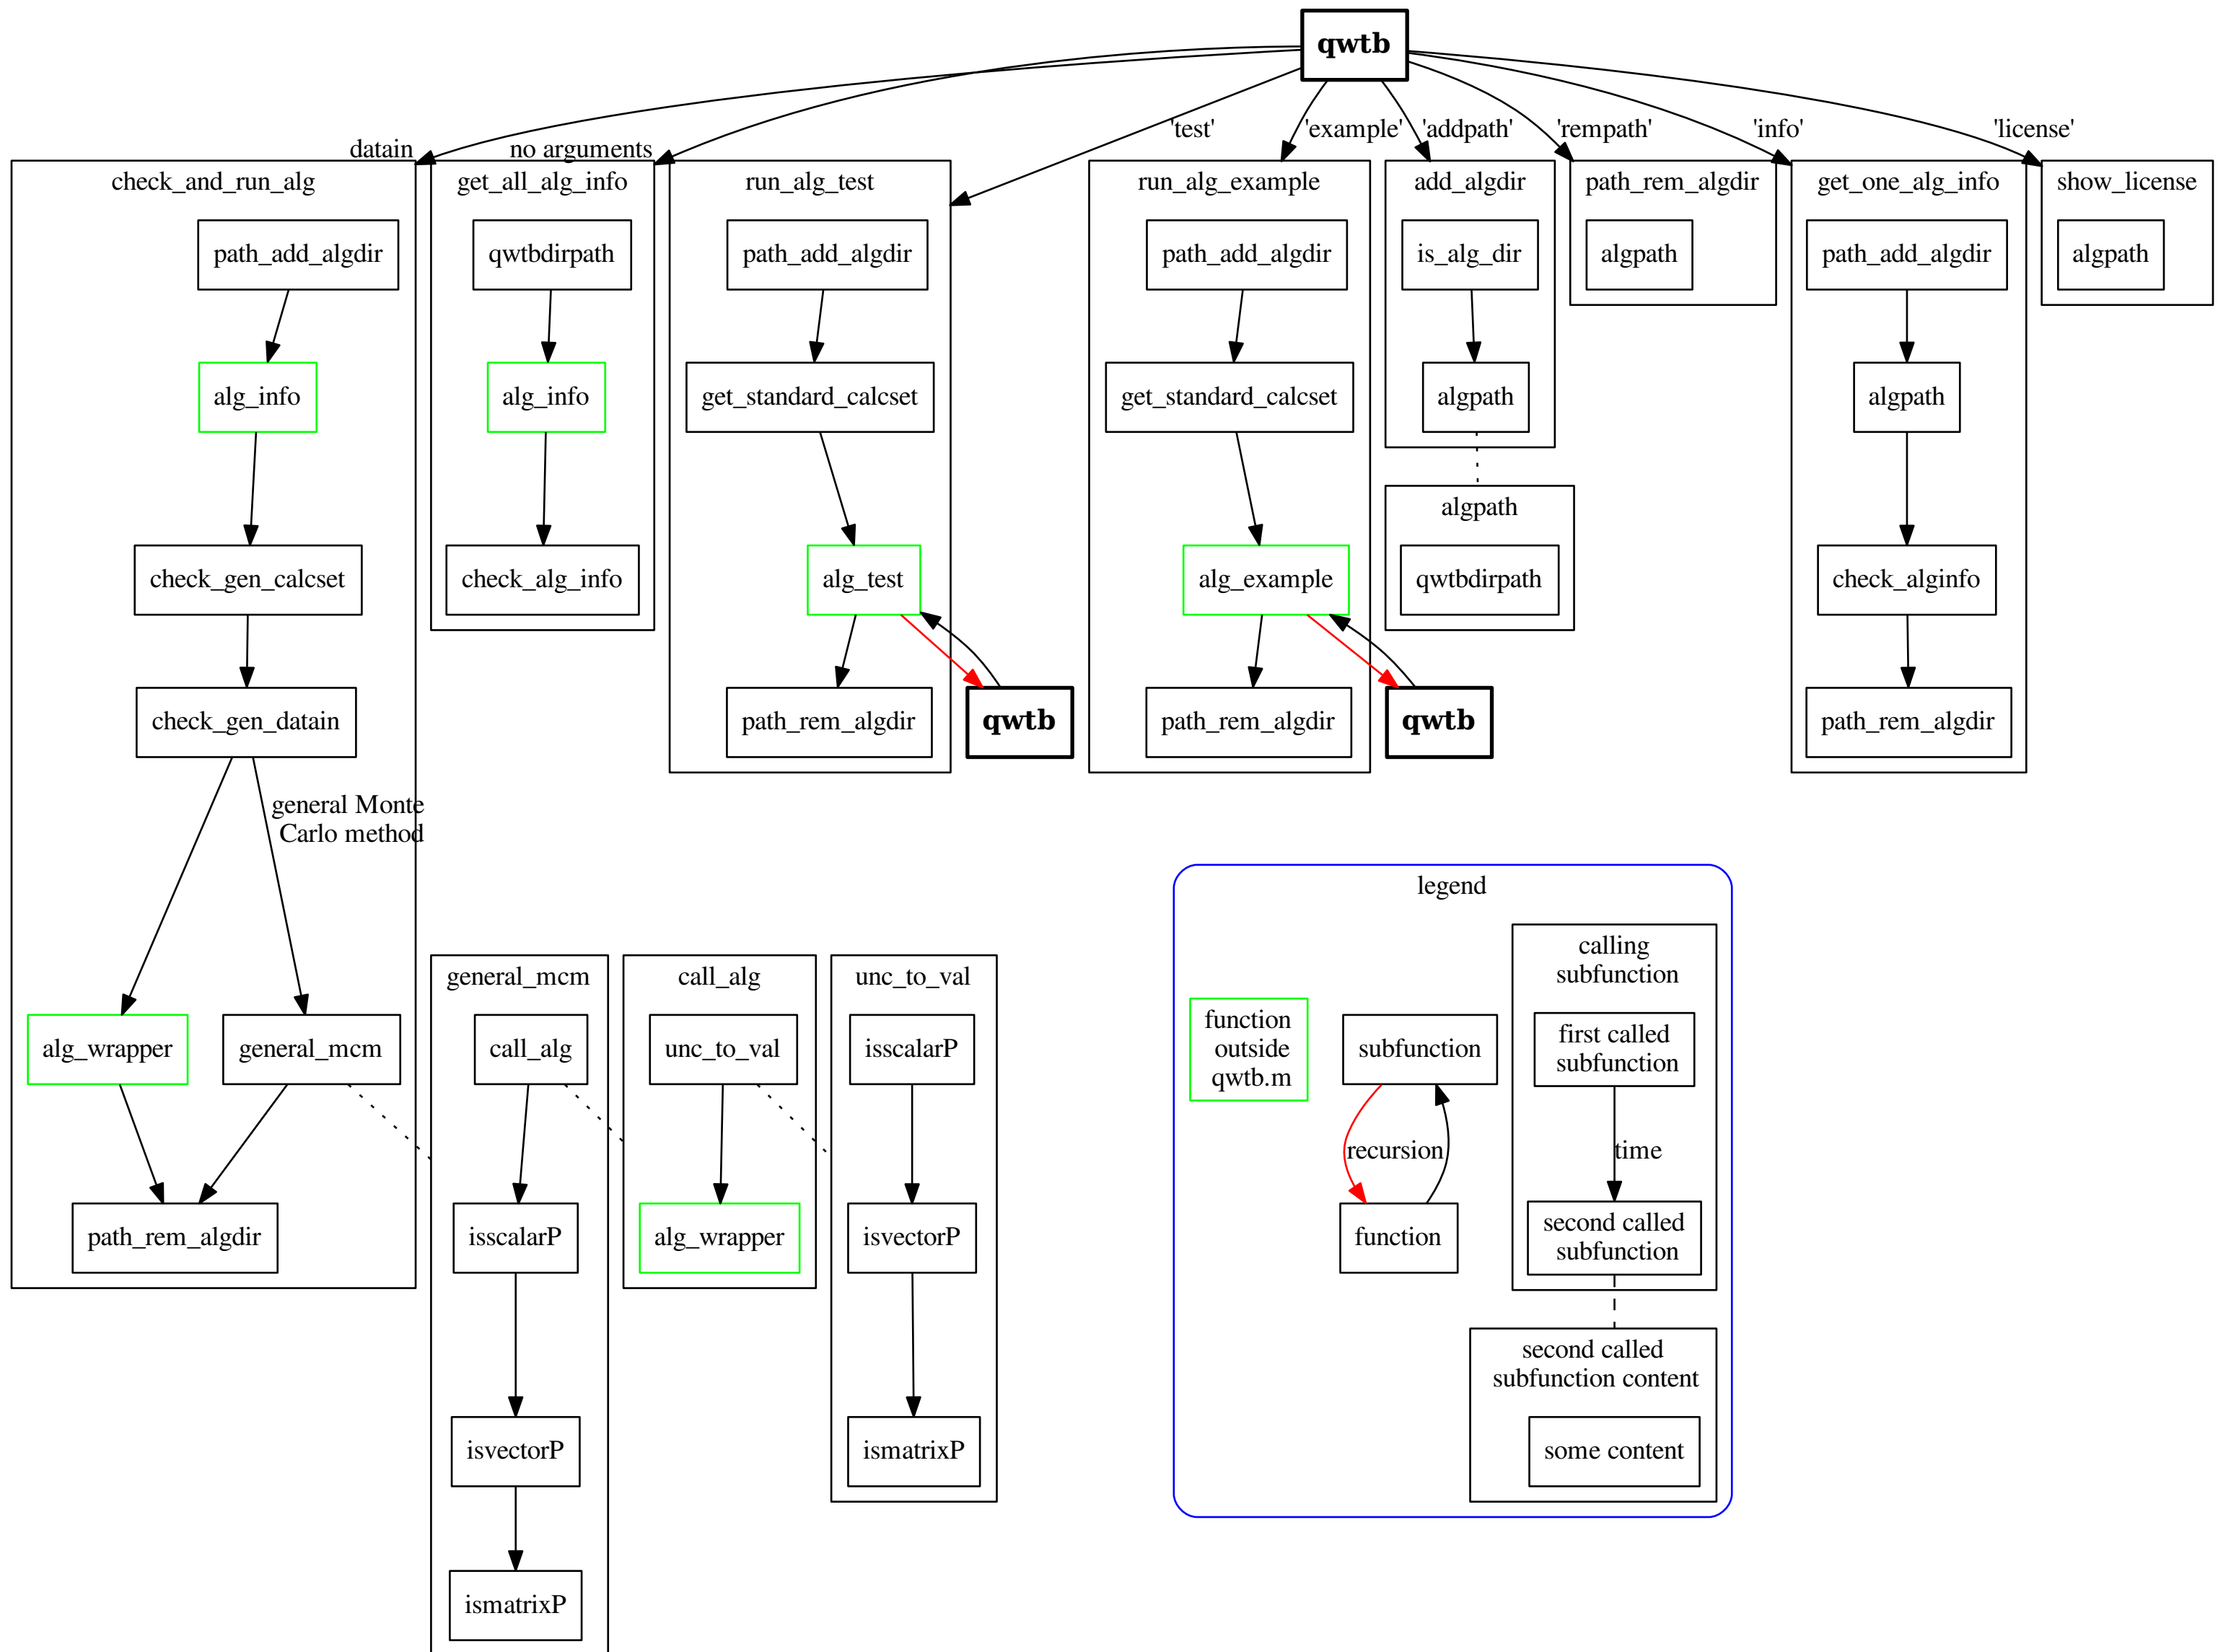 qwtb
'test'
'example'
'addpath'
'rempath'
'info'
'license'
datain
no arguments
check_and_run_alg
get_all_alg_info
run_alg_test
run_alg_example
add_algdir
path_rem_algdir
get_one_alg_info
show_license
path_add_algdir
qwtbdirpath
path_add_algdir
path_add_algdir
is_alg_dir
algpath
path_add_algdir
algpath
alg_info
alg_info
get_standard_calcset
get_standard_calcset
algpath
algpath
algpath
check_gen_calcset
check_alg_info
alg_test
alg_example
qwtbdirpath
check_alginfo
check_gen_datain
path_rem_algdir
qwtb
path_rem_algdir
qwtb
path_rem_algdir
general Monte
Carlo method
legend
general_mcm
call_alg
unc_to_val
calling
subfunction
alg_wrapper
general_mcm
call_alg
unc_to_val
isscalarP
function
outside
qwtb.m
subfunction
first called
subfunction
recursion
time
path_rem_algdir
isscalarP
alg_wrapper
isvectorP
function
second called
subfunction
second called
subfunction content
isvectorP
ismatrixP
some content
ismatrixP